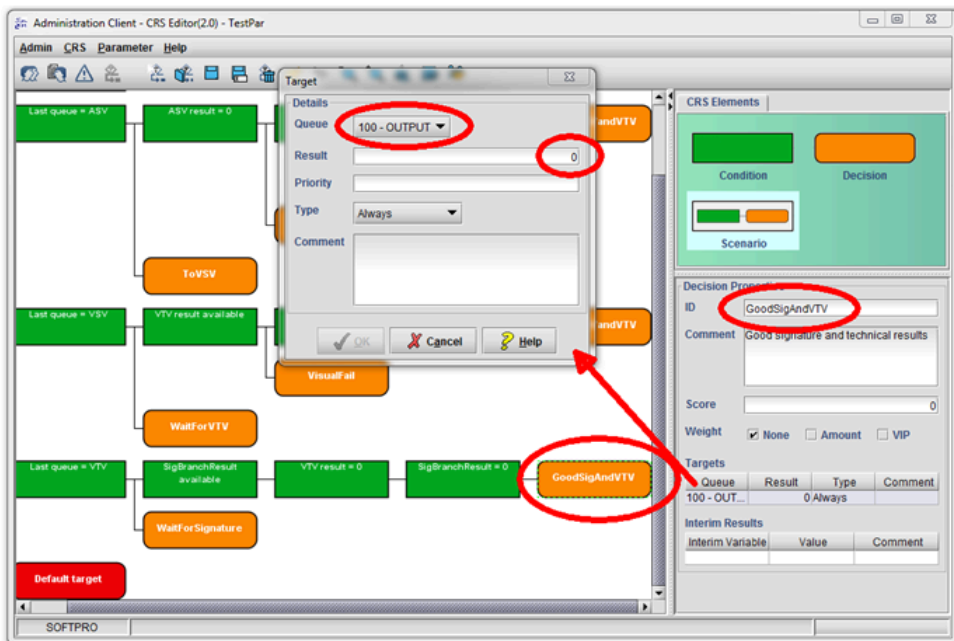 Administration Client - CRS Editor(2.0) - TestPar
Admin CRS Parameter Help
Last queue = ASV
ASV result = 0
andVTV
ToVSV
Last queue = VSV
VTV result available
andVTV
VisualFail
WaitForVTV
Last queue = VTV
SigBranchResult
available
VTV result = 0
SigBranchResult = 0
GoodSigAndVTV
WaitForSignature
Default target
SOFTPRO
Target
Details
Queue 100 - OUTPUT
Result 0
Priority
Type Always
Comment
OK Cancel Help
CRS Elements
Condition Decision
Scenario
Decision Pro
ID GoodSigAndVTV
Comment Good signature and technical results
Score 0
Weight None Amount VIP
Targets
Queue Result Type Comment
100 - OUT... 0 Always
Interim Results
Interim Variable Value Comment